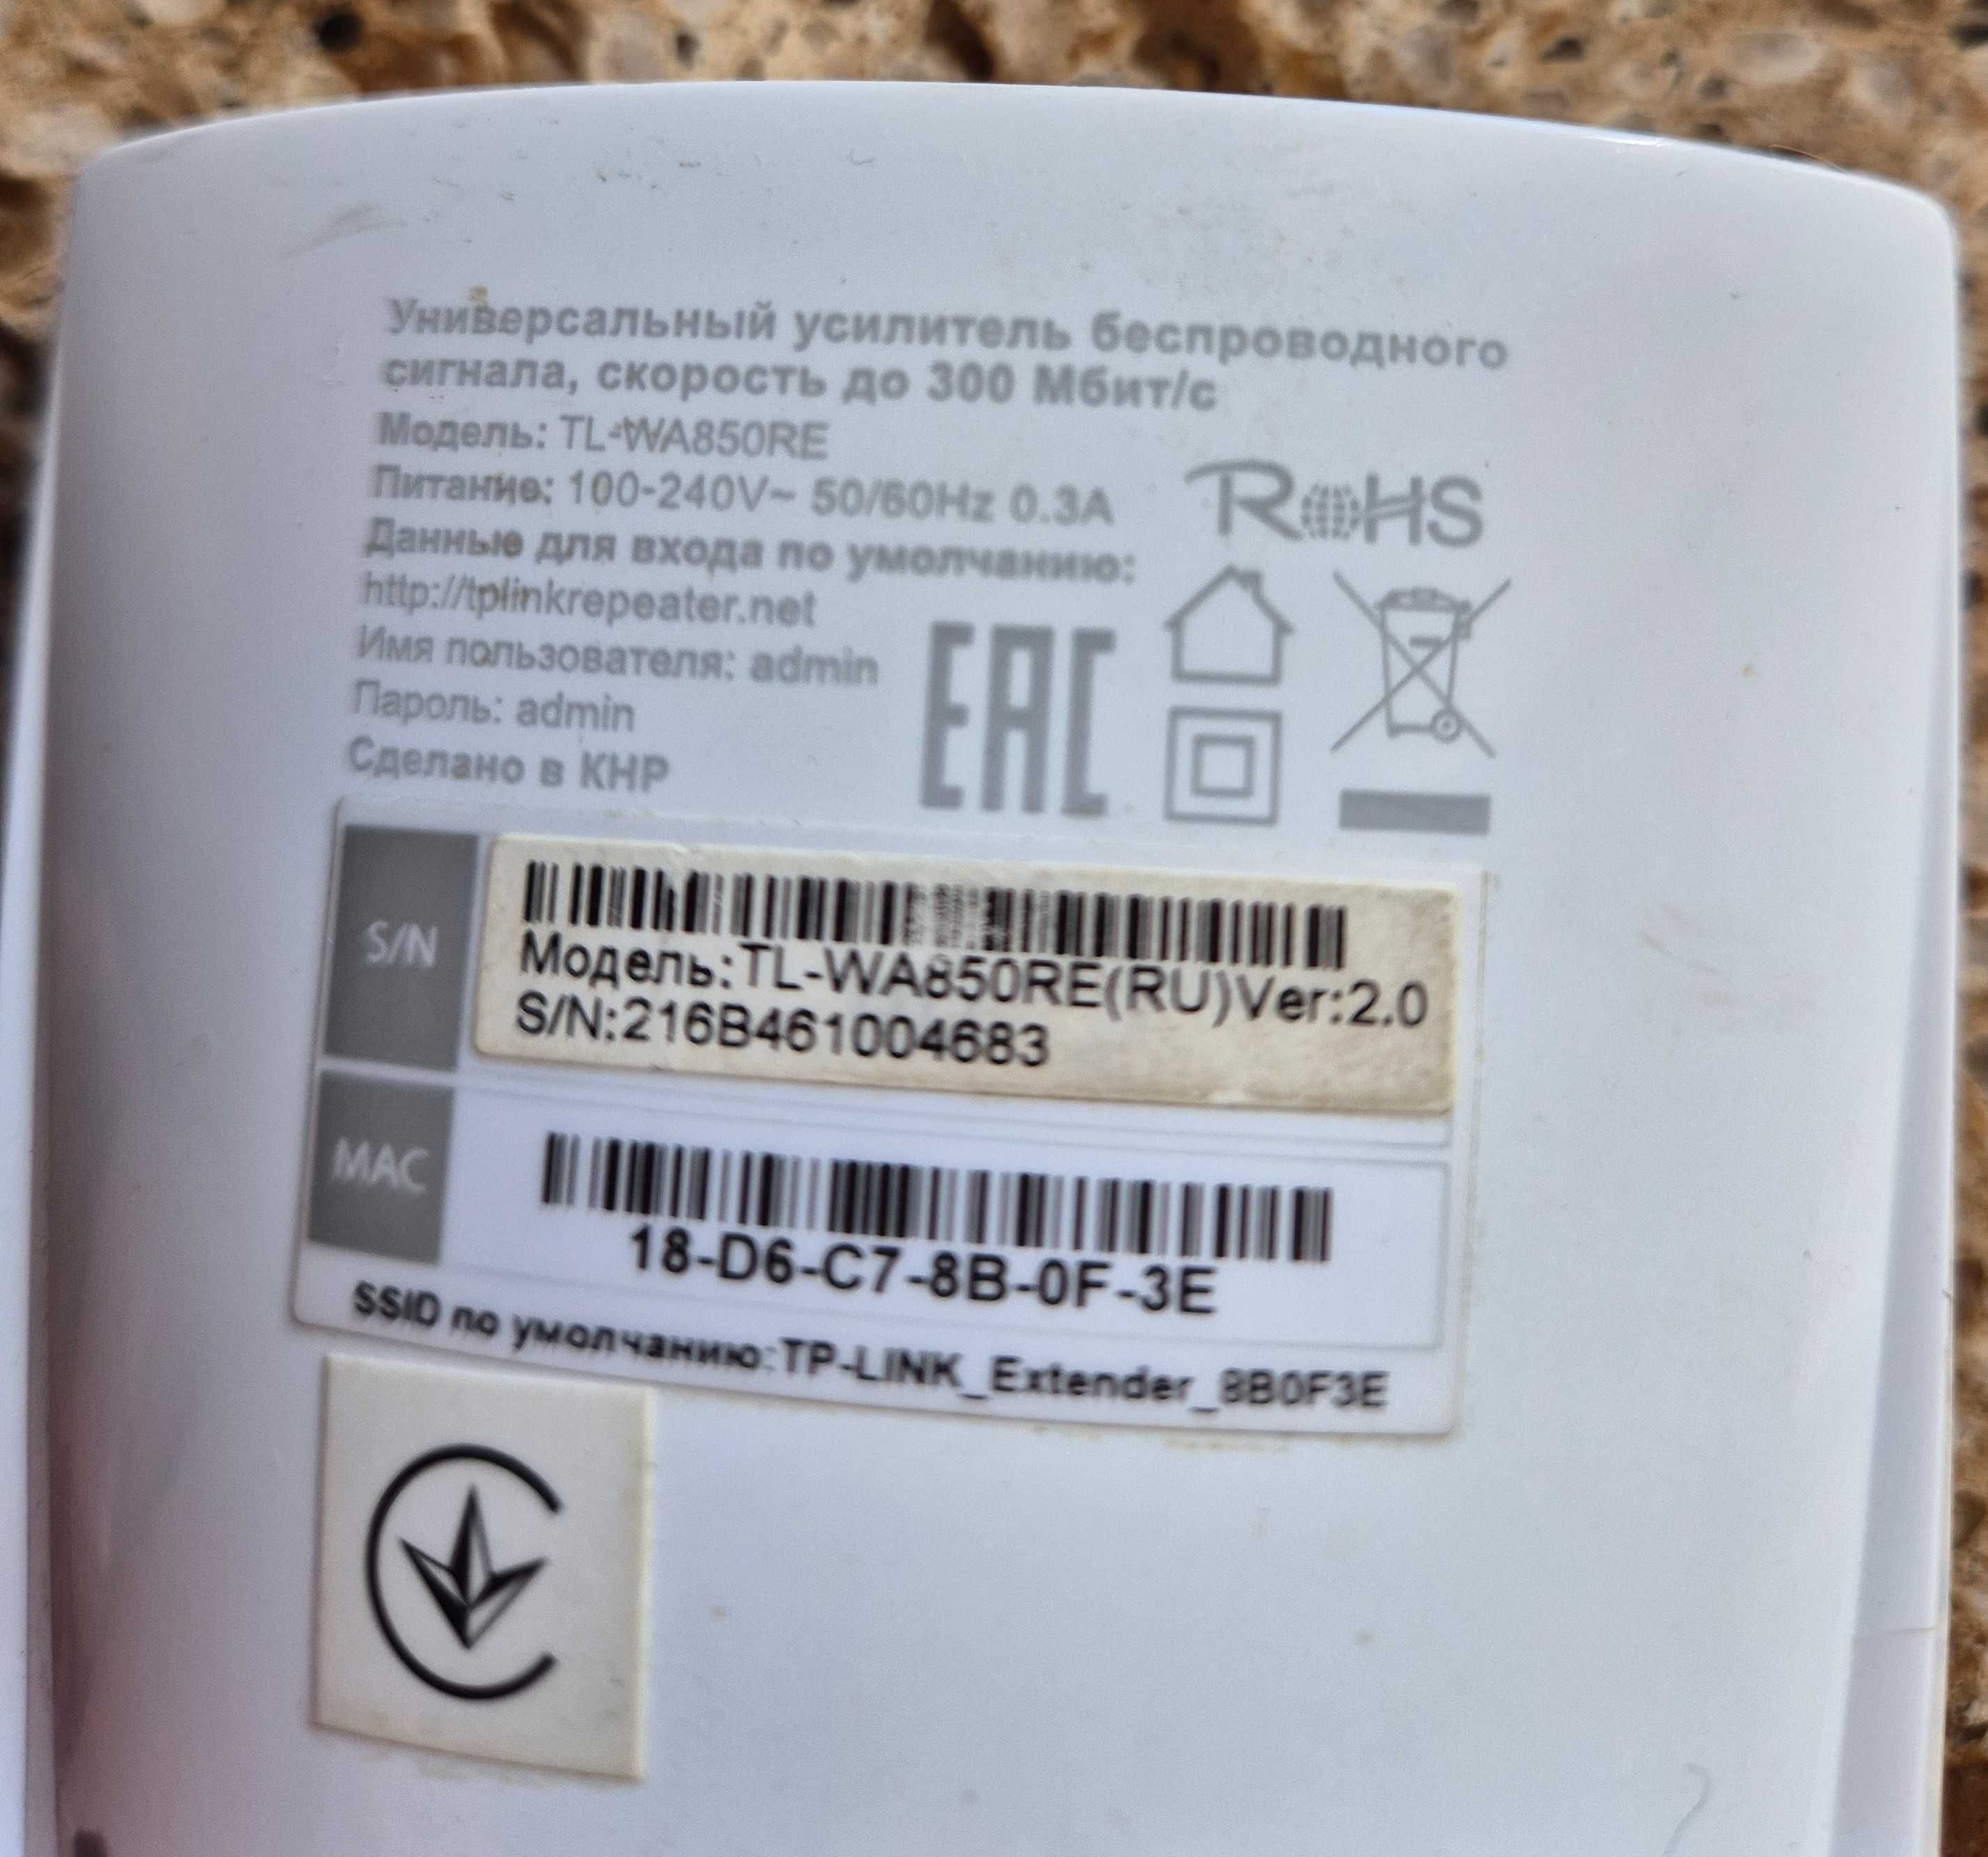 Универсальный усилитель беспроводного
сигнала, скорость до 300 Мбит/с
Модель: TL-WA850RE
Питание: 100-240V~ 50/60Hz 0.3A
RoHS
Данные для входа по умолчанию:
http://tplinkrepeater.net
Имя пользователя: admin
Пароль: admin
Сделано в КНР
EAC
S/N
Модель:TL-WA850RE(RU)Ver:2.0
S/N:216B461004683
MAC
18-D6-C7-8B-0F-3E
SSID по умолчанию:TP-LINK_Extender_8B0F3E